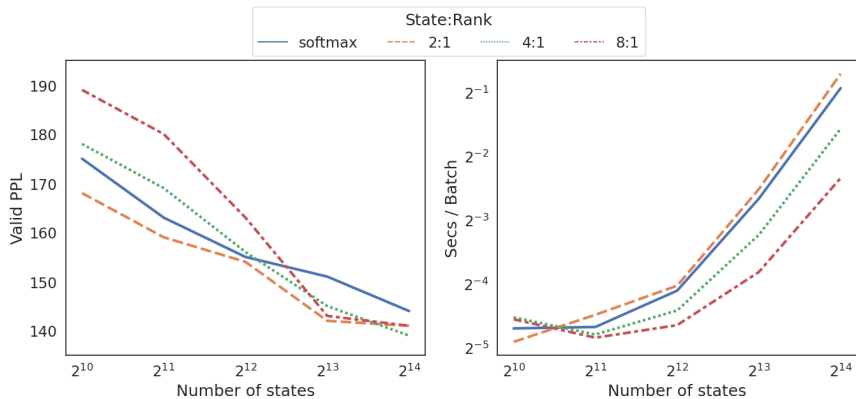 State:Rank
softmax 2:1 4:1 8:1
Valid PPL
190
180
170
160
150
140
2^10 2^11 2^12 2^13 2^14
Number of states
Secs / Batch
2^-1
2^-2
2^-3
2^-4
2^-5
2^10 2^11 2^12 2^13 2^14
Number of states